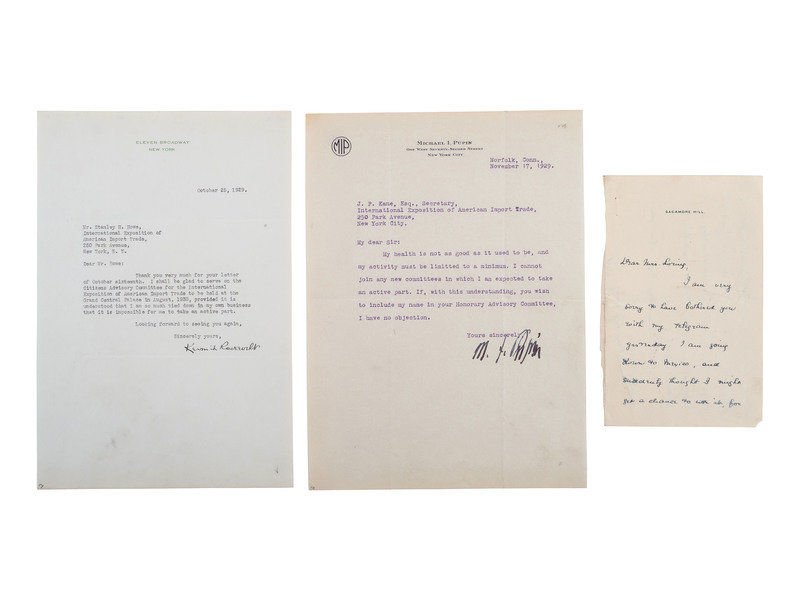 ELEVEN BROADWAY
NEW YORK
October 25, 1929.
Mr. Stanley H. Howe,
International Exposition of
American Import Trade,
250 Park Avenue,
New York, N. Y.
Dear Mr. Howe:
Thank you very much for your letter
of October sixteenth. I shall be glad to serve on the
Citizens Advisory Committee for the International
Exposition of American Import Trade to be held at the
Grand Central Palace in August, 1930, provided it is
understood that I am so much tied down in my own business
that it is impossible for me to take an active part.
Looking forward to seeing you again,
Sincerely yours,
Kermit Roosevelt
MIP
MICHAEL I. PUPIN
ONE WEST SEVENTY-SECOND STREET
NEW YORK CITY
Norfolk, Conn.,
November 17, 1929.
J. P. Kane, Esq., Secretary,
International Exposition of American Import Trade,
250 Park Avenue,
New York City.
My dear Sir:
My health is not as good as it used to be, and
my activity must be limitted to a minimum. I cannot
join any new committees in which I am expected to take
an active part. If, with this understanding, you wish
to include my name in your Honorary Advisory Committee,
I have no objection.
Yours sincerely
M. I. Pupin
SAGAMORE HILL
Dear Mrs. Loring,
I am very
sorry to have bothered you
with my telegram
yesterday I am going
down to Mexico, and
suddenly thought I might
get a chance to use it, for